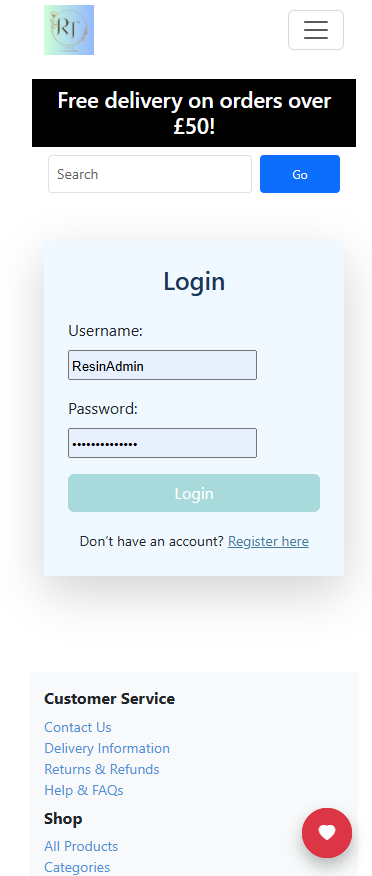 RT
Free delivery on orders over
£50!
Search
Go
Login
Username:
ResinAdmin
Password:
••••••••••••••
Login
Don't have an account? Register here
Customer Service
Contact Us
Delivery Information
Returns & Refunds
Help & FAQs
Shop
All Products
Categories